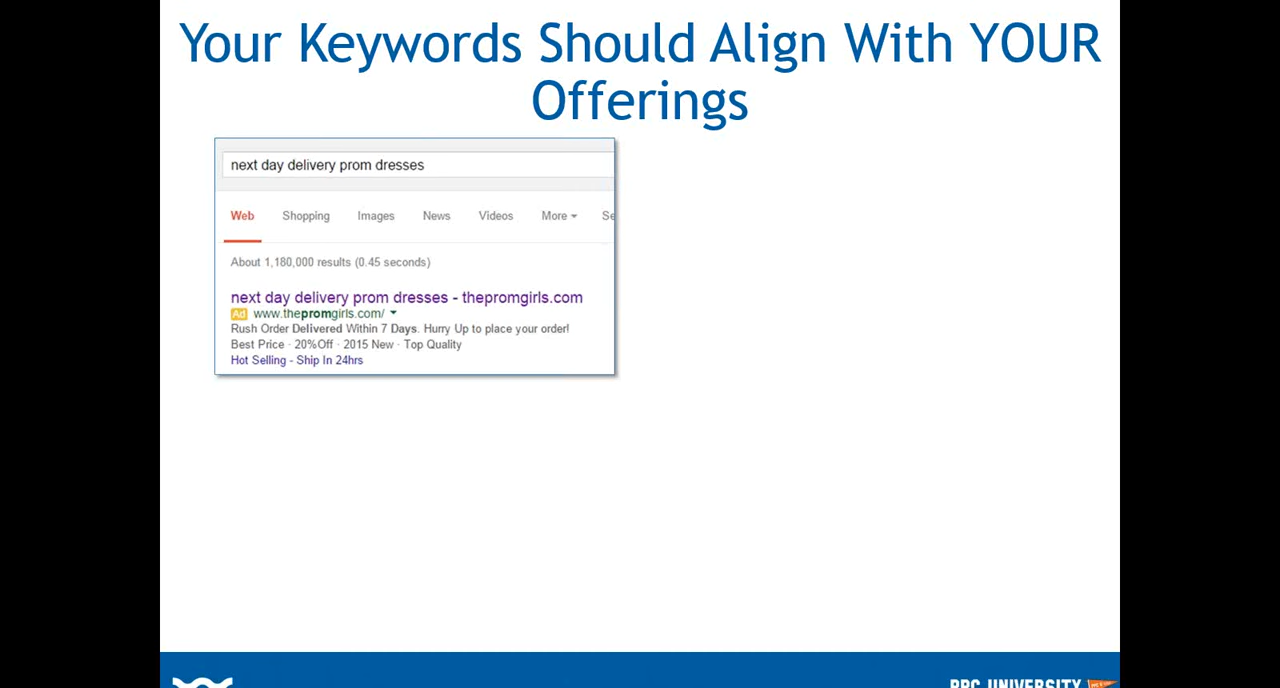 Your Keywords Should Align With YOUR
Offerings
next day delivery prom dresses
Web Shopping Images News Videos More Se
About 1,180,000 results (0.45 seconds)
next day delivery prom dresses - thepromgirls.com
Ad www.thepromgirls.com/
Rush Order Delivered Within 7 Days. Hurry Up to place your order!
Best Price · 20%Off · 2015 New · Top Quality
Hot Selling - Ship In 24hrs
PPC UNIVERSITY